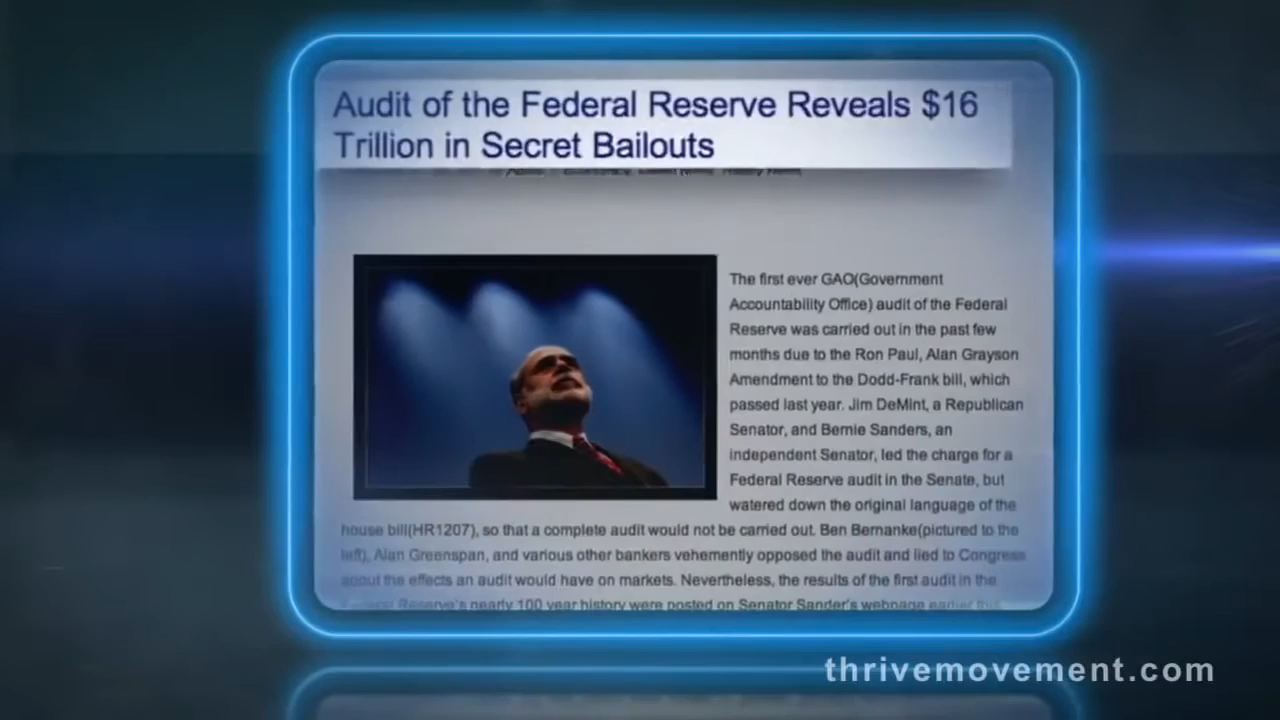 Audit of the Federal Reserve Reveals $16
Trillion in Secret Bailouts
The first ever GAO(Government
Accountability Office) audit of the Federal
Reserve was carried out in the past few
months due to the Ron Paul, Alan Grayson
Amendment to the Dodd-Frank bill, which
passed last year. Jim DeMint, a Republican
Senator, and Bernie Sanders, an
independent Senator, led the charge for a
Federal Reserve audit in the Senate, but
watered down the original language of the
house bill(HR1207), so that a complete audit would not be carried out. Ben Bernanke(pictured to the
left), Alan Greenspan, and various other bankers vehemently opposed the audit and lied to Congress
about the effects an audit would have on markets. Nevertheless, the results of the first audit in the
Federal Reserve's nearly 100 year history were posted on Senator Sander's webpage earlier this
thrivemovement.com